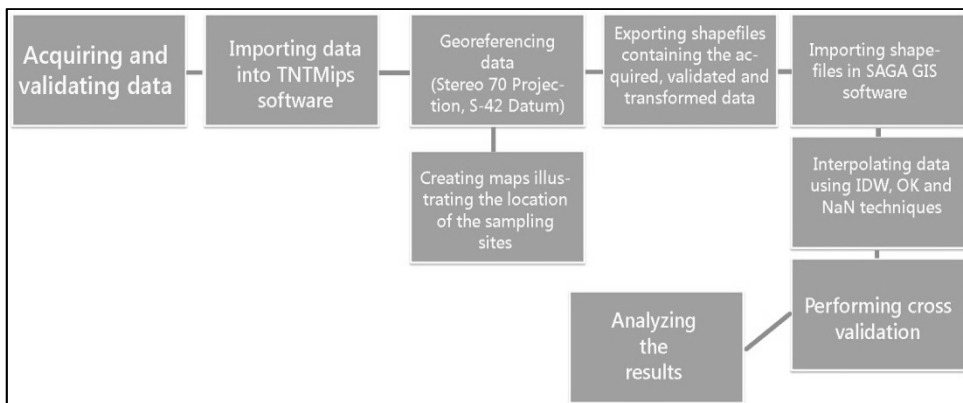 Acquiring and
validating data
Importing data
into TNTMips
software
Georeferencing
data
(Stereo 70 Projection,
S-42 Datum)
Exporting shapefiles
containing the ac-
quired, validated and
transformed data
Importing shape-
files in SAGA GIS
software
Creating maps illus-
trating the location
of the sampling
sites
Interpolating data
using IDW, OK and
NaN techniques
Performing cross
validation
Analyzing
the
results